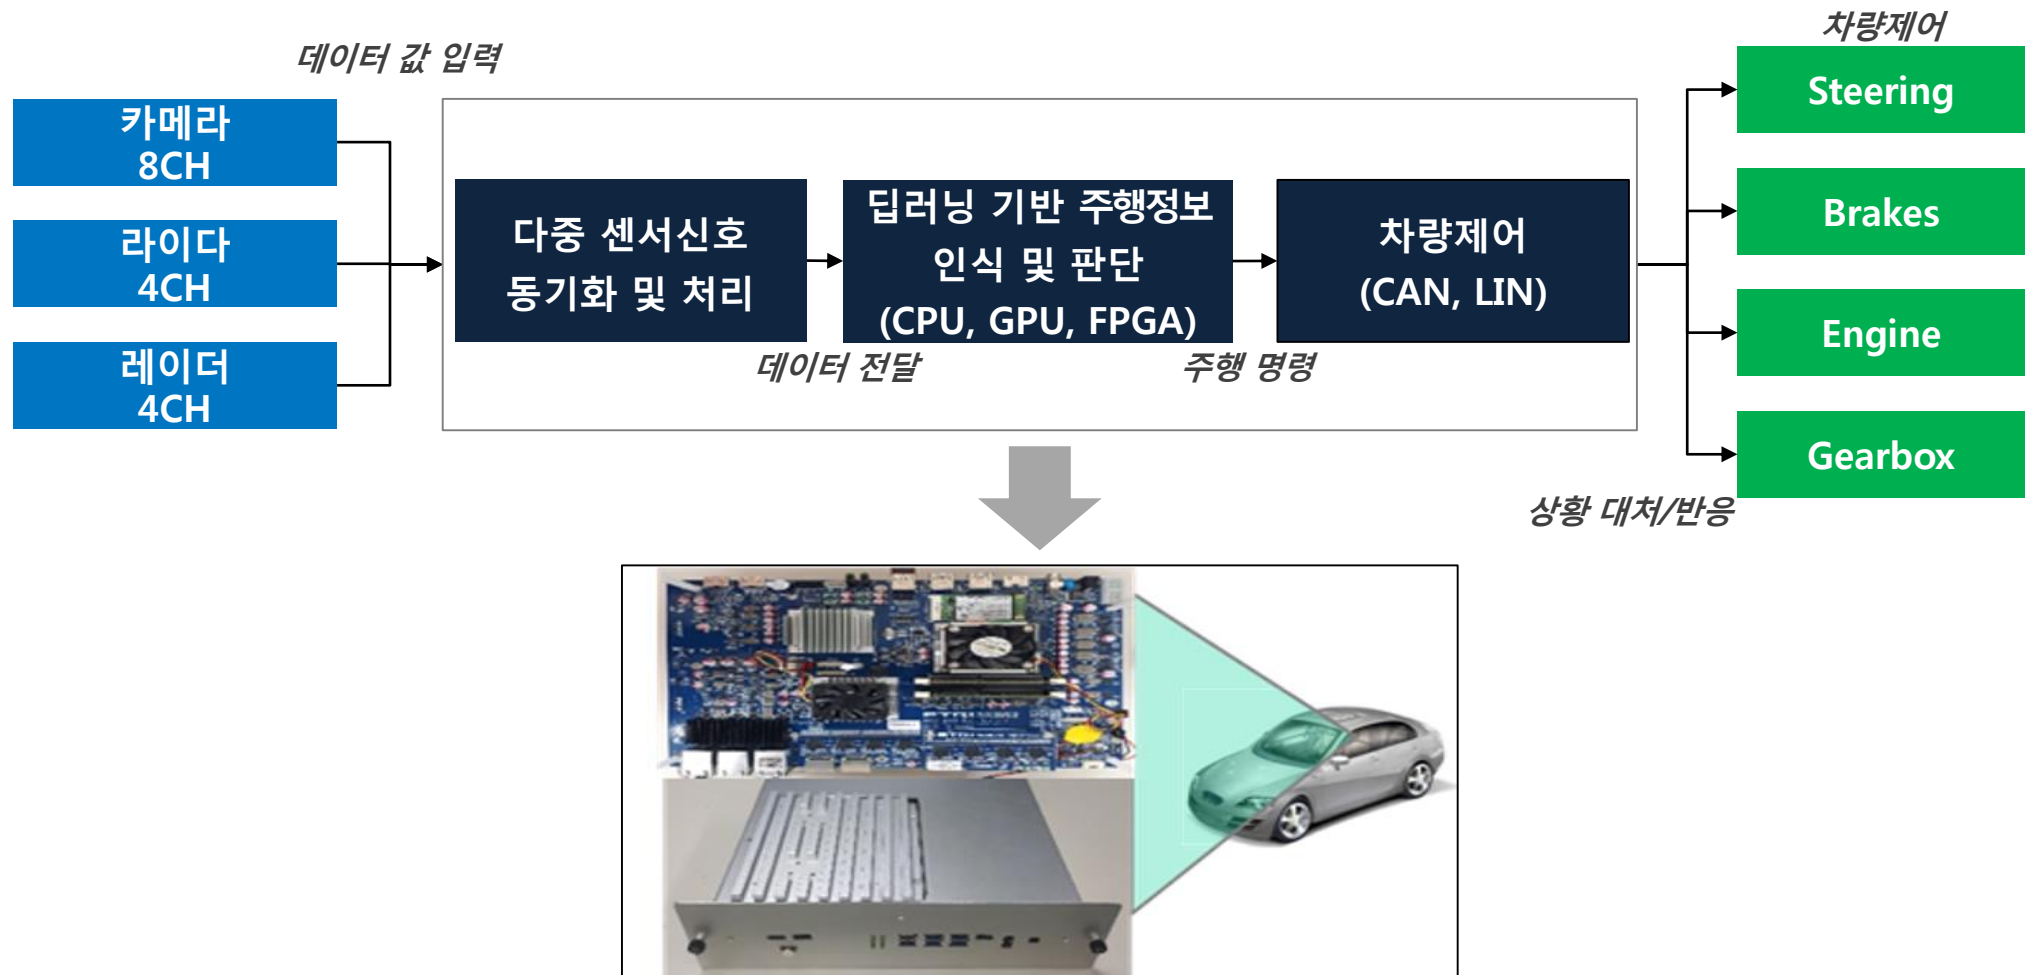 데이터 값 입력
차량제어
카메라
8CH
라이다
4CH
레이더
4CH
다중 센서신호
동기화 및 처리
데이터 전달
딥러닝 기반 주행정보
인식 및 판단
(CPU, GPU, FPGA)
주행 명령
차량제어
(CAN, LIN)
Steering
Brakes
Engine
Gearbox
상황 대처/반응